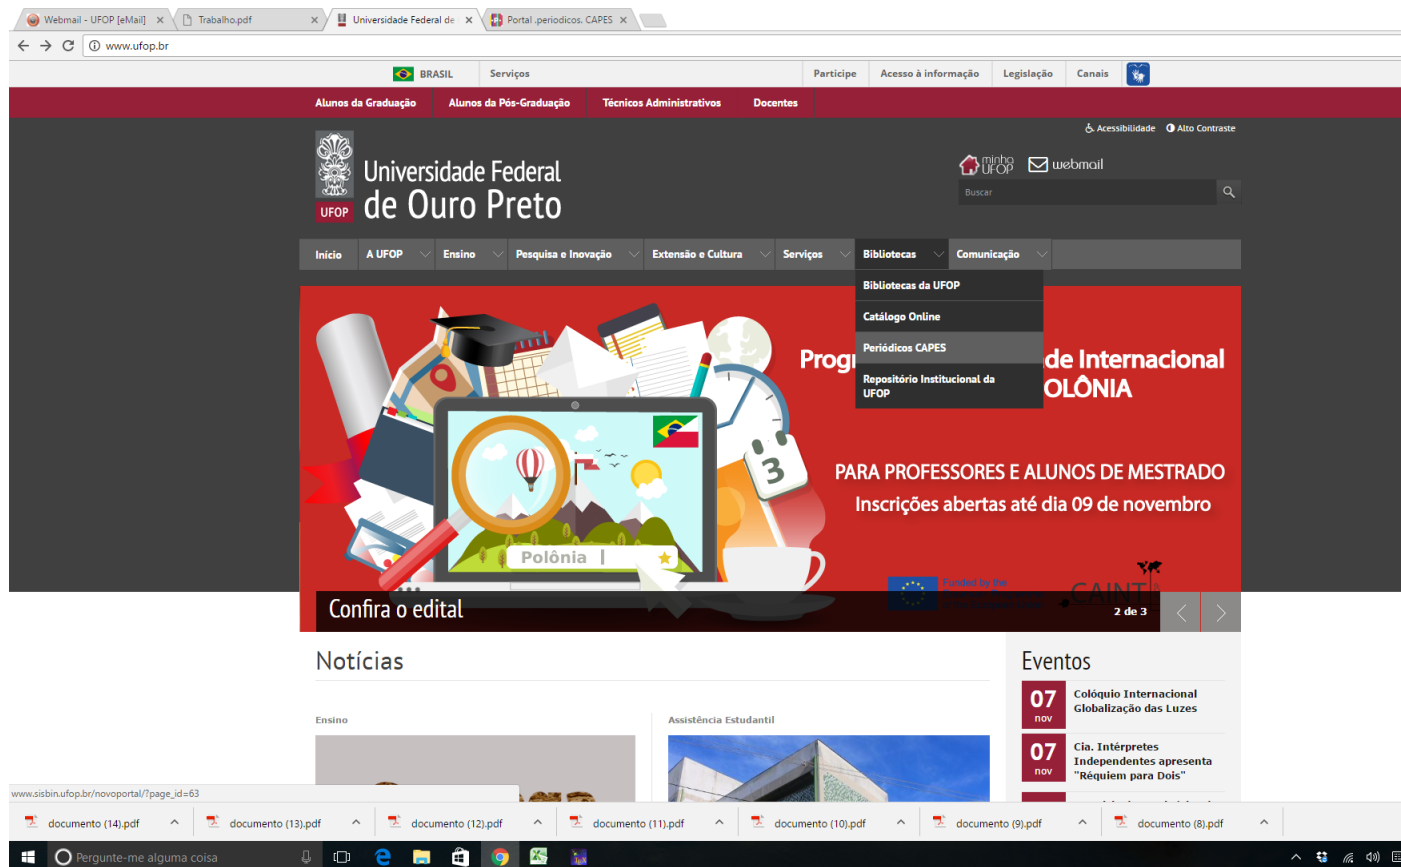 Webmail - UFOP [eMail]
Trabalho.pdf
Universidade Federal de
Portal .periodicos. CAPES
www.ufop.br
BRASIL
Serviços
Participe
Acesso à informação
Legislação
Canais
Alunos da Graduação
Alunos da Pós-Graduação
Técnicos Administrativos
Docentes
Acessibilidade
Alto Contraste
UFOP
Universidade Federal
de Ouro Preto
minha
UFOP
webmail
Buscar
Início
A UFOP
Ensino
Pesquisa e Inovação
Extensão e Cultura
Serviços
Bibliotecas
Comunicação
Bibliotecas da UFOP
Catálogo Online
Periódicos CAPES
Repositório Institucional da
UFOP
Progr
de Internacional
OLÔNIA
3
PARA PROFESSORES E ALUNOS DE MESTRADO
Inscrições abertas até dia 09 de novembro
Polônia |
Funded by the
CAINT
Confira o edital
2 de 3
Notícias
Eventos
Ensino
Assistência Estudantil
07
nov
Colóquio Internacional
Globalização das Luzes
07
nov
Cia. Intérpretes
Independentes apresenta
"Réquiem para Dois"
www.sisbin.ufop.br/novoportal/?page_id=63
documento (14).pdf
documento (13).pdf
documento (12).pdf
documento (11).pdf
documento (10).pdf
documento (9).pdf
documento (8).pdf
Pergunte-me alguma coisa